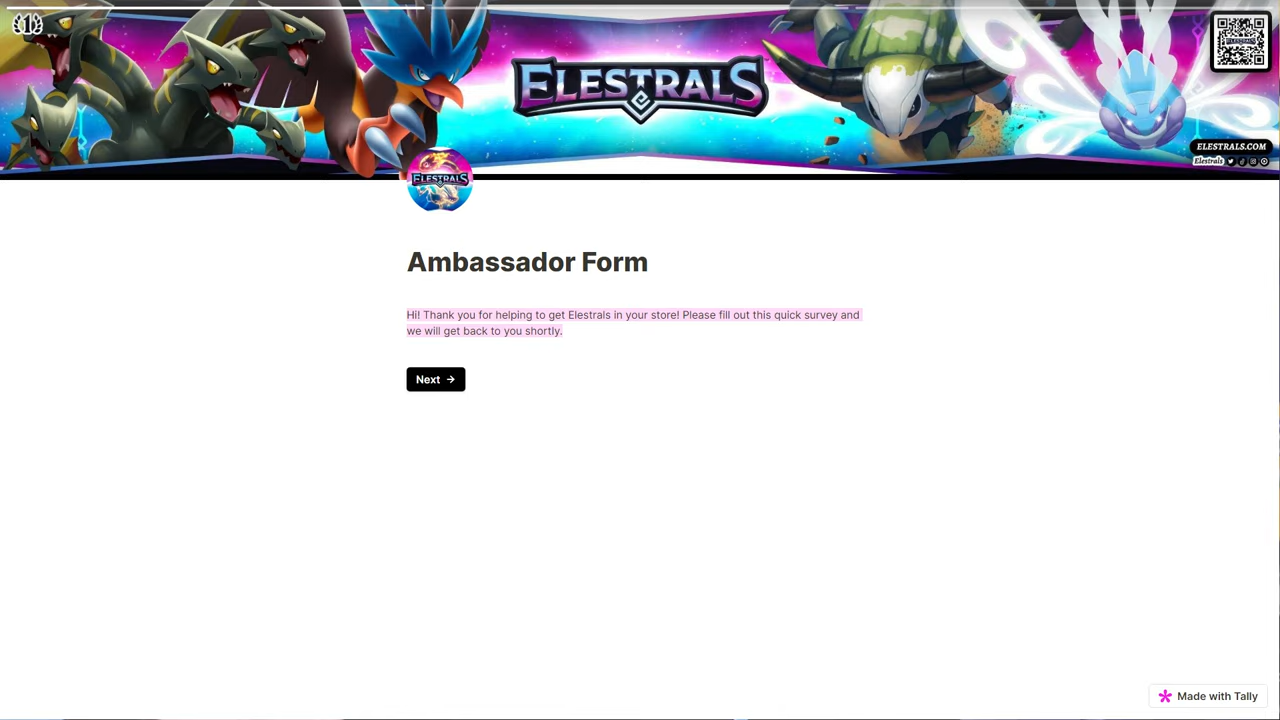 1
ELESTRALS
ELESTRALS.COM
Elestrals
ELESTRALS
Ambassador Form
Hi! Thank you for helping to get Elestrals in your store! Please fill out this quick survey and
we will get back to you shortly.
Next →
Made with Tally